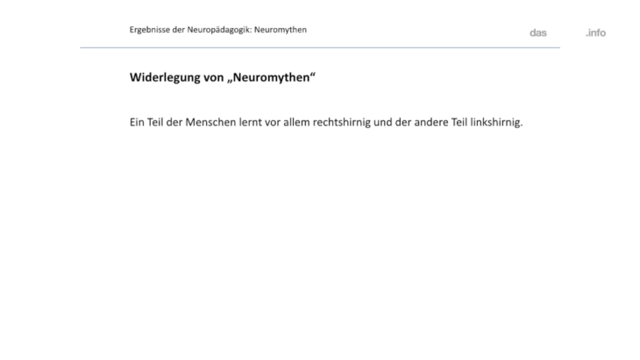 Ergebnisse der Neuropädagogik: Neuromythen
das .info
Widerlegung von „Neuromythen“
Ein Teil der Menschen lernt vor allem rechtshirnig und der andere Teil linkshirnig.